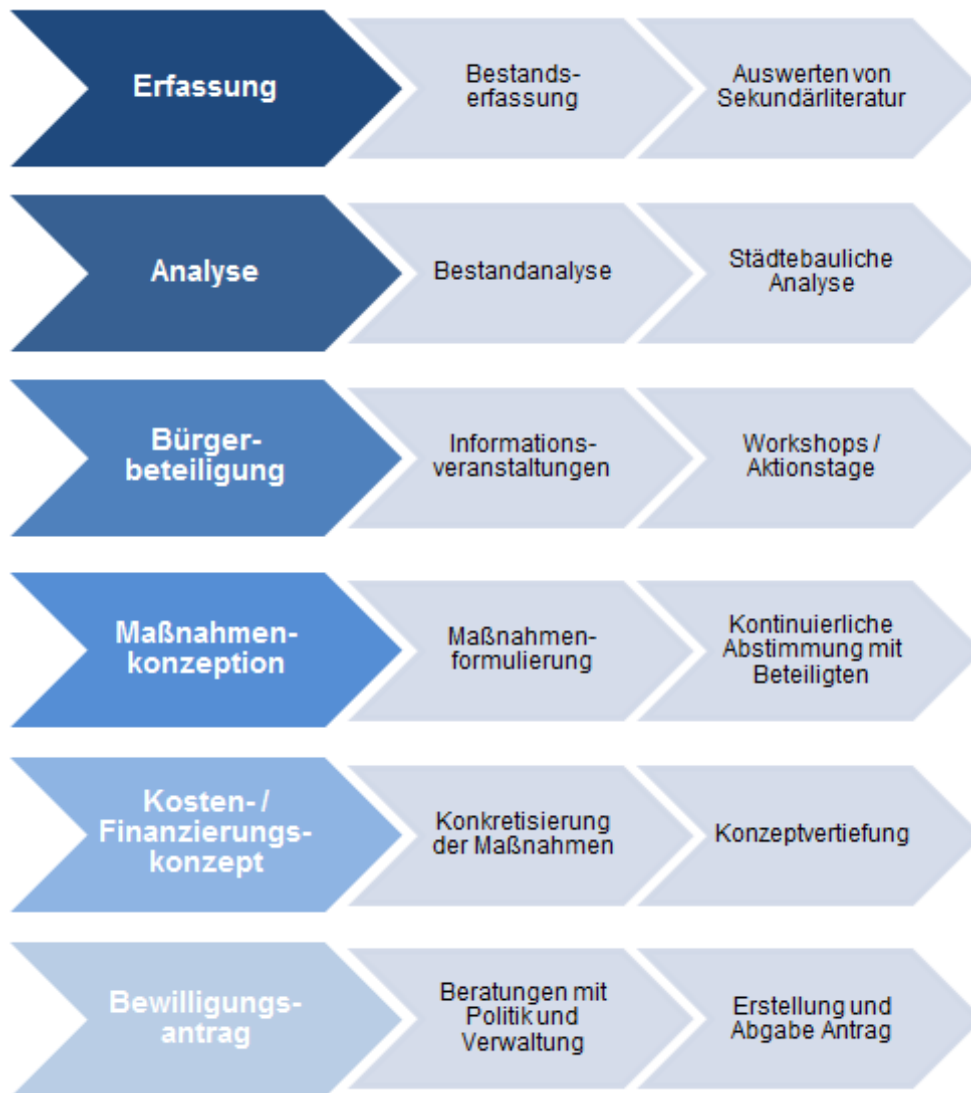 Erfassung
Bestands-
erfassung
Auswerten von
Sekundärliteratur
Analyse
Bestandanalyse
Städtebauliche
Analyse
Bürger-
beteiligung
Informations-
veranstaltungen
Workshops /
Aktionstage
Maßnahmen-
konzeption
Maßnahmen-
formulierung
Kontinuierliche
Abstimmung mit
Beteiligten
Kosten- /
Finanzierungs-
konzept
Konkretisierung
der Maßnahmen
Konzeptvertiefung
Bewilligungs-
antrag
Beratungen mit
Politik und
Verwaltung
Erstellung und
Abgabe Antrag